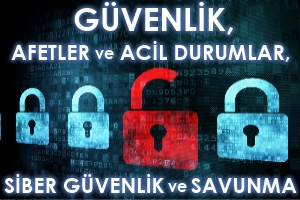 GÜVENLİK,
AFETLER ve ACİL DURUMLAR,
SİBER GÜVENLİK ve SAVUNMA